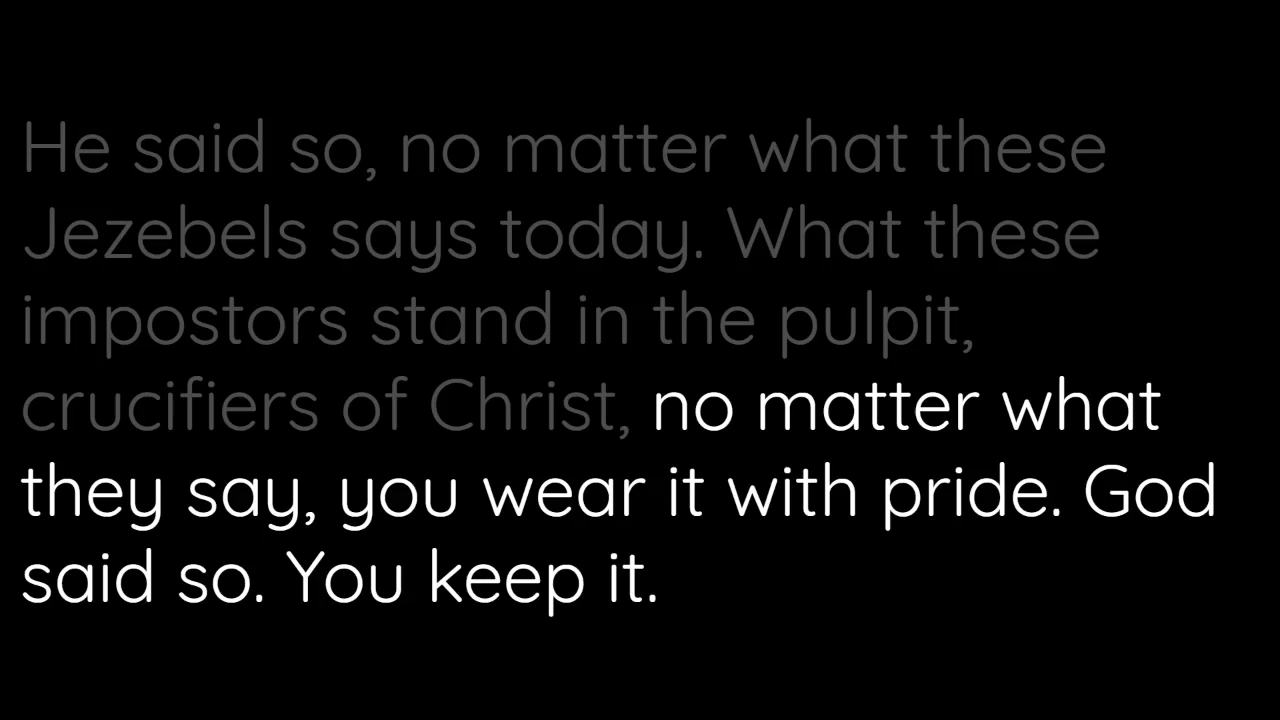 He said so, no matter what these
Jezebels says today. What these
impostors stand in the pulpit,
crucifiers of Christ, no matter what
they say, you wear it with pride. God
said so. You keep it.